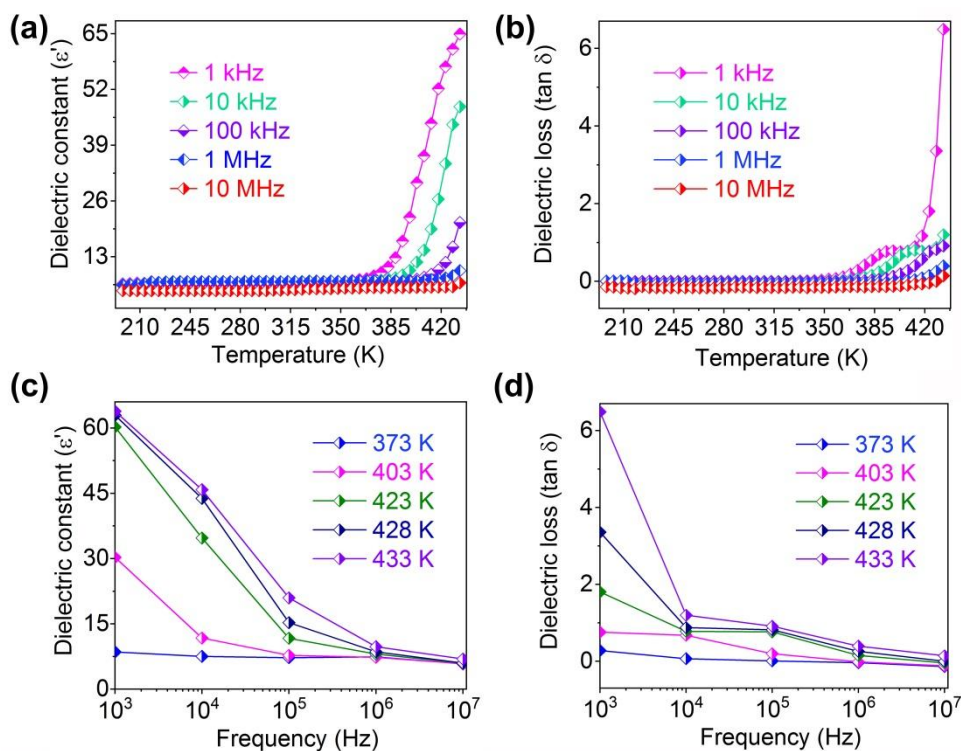 (a)
Dielectric constant (ε')
65
52
39
26
13
1 kHz
10 kHz
100 kHz
1 MHz
10 MHz
210 245 280 315 350 385 420
Temperature (K)
(b)
Dielectric loss (tan δ)
6
4
2
0
1 kHz
10 kHz
100 kHz
1 MHz
10 MHz
210 245 280 315 350 385 420
Temperature (K)
(c)
Dielectric constant (ε')
60
45
30
15
0
373 K
403 K
423 K
428 K
433 K
10³ 10⁴ 10⁵ 10⁶ 10⁷
Frequency (Hz)
(d)
Dielectric loss (tan δ)
6
4
2
0
373 K
403 K
423 K
428 K
433 K
10³ 10⁴ 10⁵ 10⁶ 10⁷
Frequency (Hz)